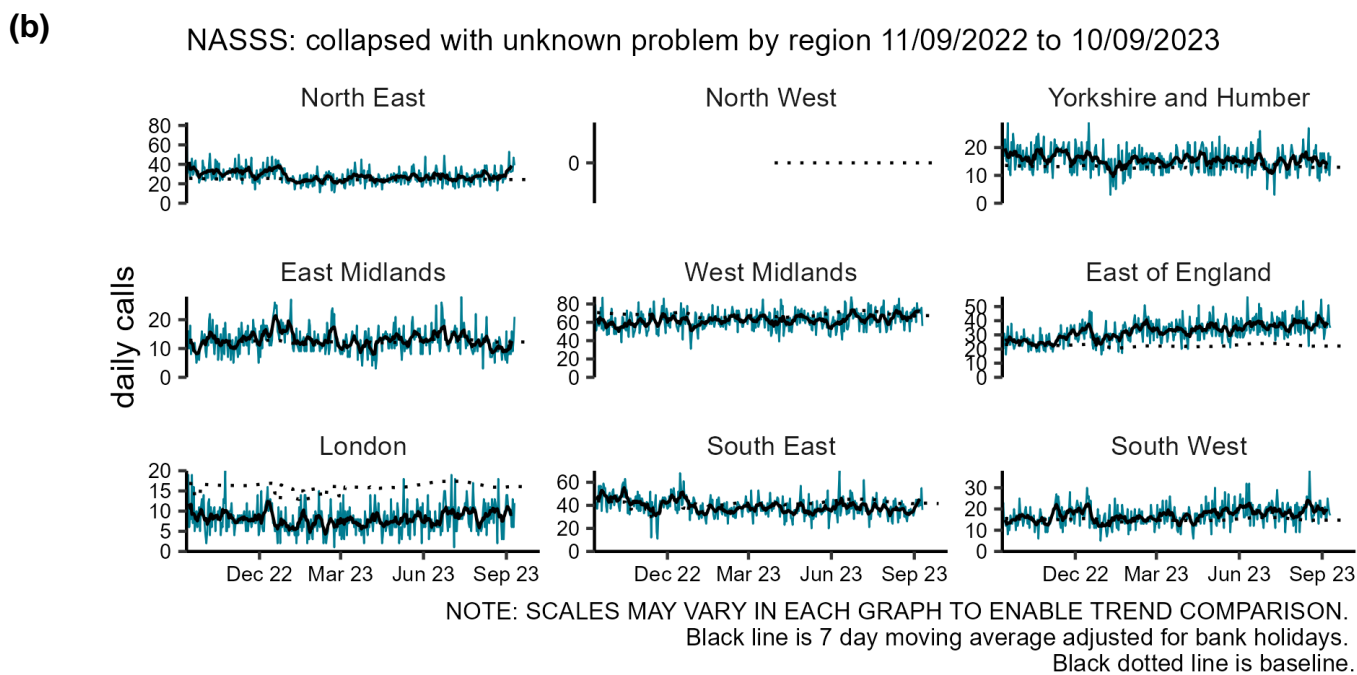 (b)
NASSS: collapsed with unknown problem by region 11/09/2022 to 10/09/2023
North East
North West
Yorkshire and Humber
80
60
40
20
0
0
20
10
0
daily calls
East Midlands
West Midlands
East of England
20
10
0
80
60
40
20
0
50
40
30
20
10
0
London
South East
South West
20
15
10
5
0
60
40
20
0
30
20
10
0
Dec 22 Mar 23 Jun 23 Sep 23
Dec 22 Mar 23 Jun 23 Sep 23
Dec 22 Mar 23 Jun 23 Sep 23
NOTE: SCALES MAY VARY IN EACH GRAPH TO ENABLE TREND COMPARISON.
Black line is 7 day moving average adjusted for bank holidays.
Black dotted line is baseline.